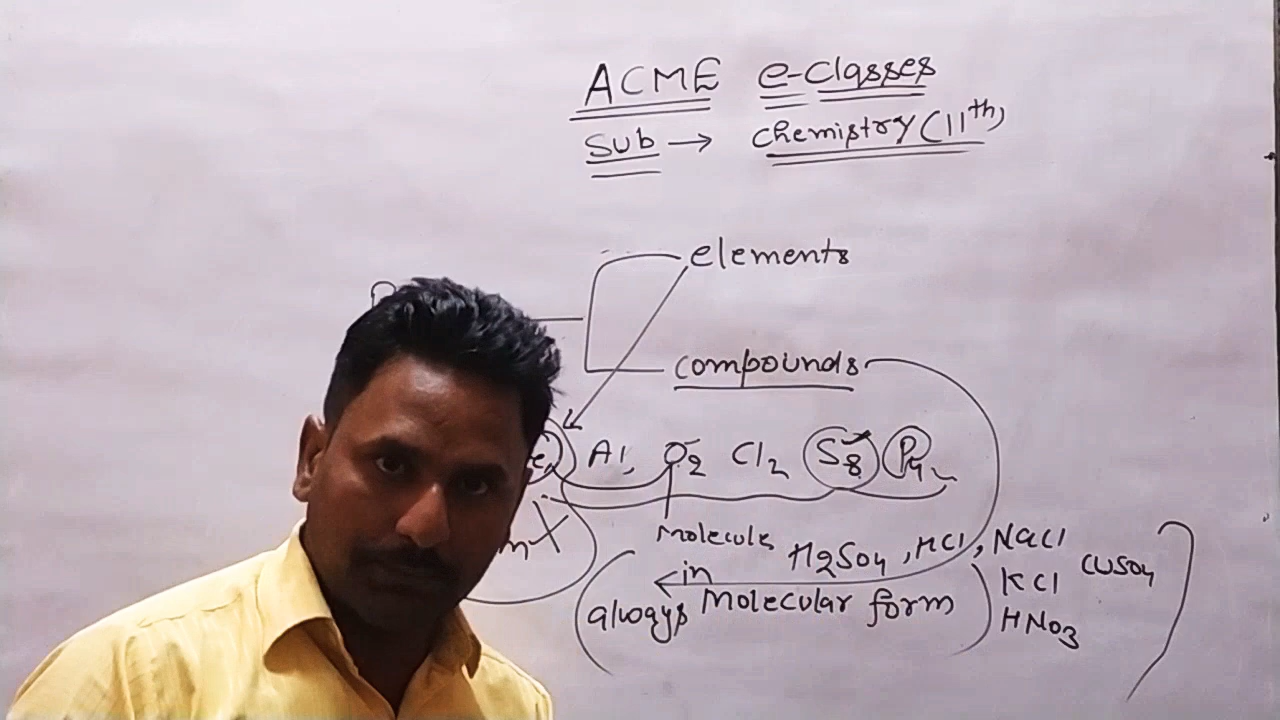 ACME e-classes
Sub → chemistry (11th)
elements
compounds
Al, O2 Cl2 S8 P4
Molecule
H2SO4, HCl, NaCl
CuSO4
in
KCl
always Molecular form
HNO3